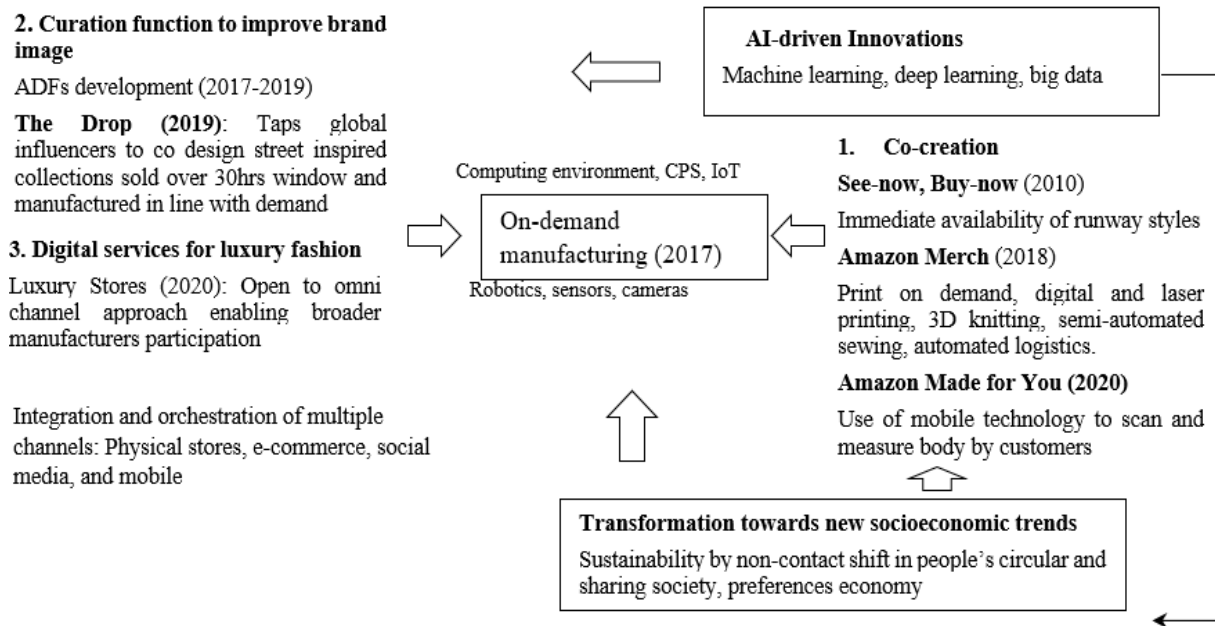 2. Curation function to improve brand
image
ADFs development (2017-2019)
The Drop (2019): Taps global
influencers to co design street inspired
collections sold over 30hrs window and
manufactured in line with demand
3. Digital services for luxury fashion
Luxury Stores (2020): Open to omni
channel approach enabling broader
manufacturers participation
Integration and orchestration of multiple
channels: Physical stores, e-commerce, social
media, and mobile
AI-driven Innovations
Machine learning, deep learning, big data
Computing environment, CPS, IoT
On-demand
manufacturing (2017)
Robotics, sensors, cameras
1. Co-creation
See-now, Buy-now (2010)
Immediate availability of runway styles
Amazon Merch (2018)
Print on demand, digital and laser
printing, 3D knitting, semi-automated
sewing, automated logistics.
Amazon Made for You (2020)
Use of mobile technology to scan and
measure body by customers
Transformation towards new socioeconomic trends
Sustainability by non-contact shift in people's circular and
sharing society, preferences economy